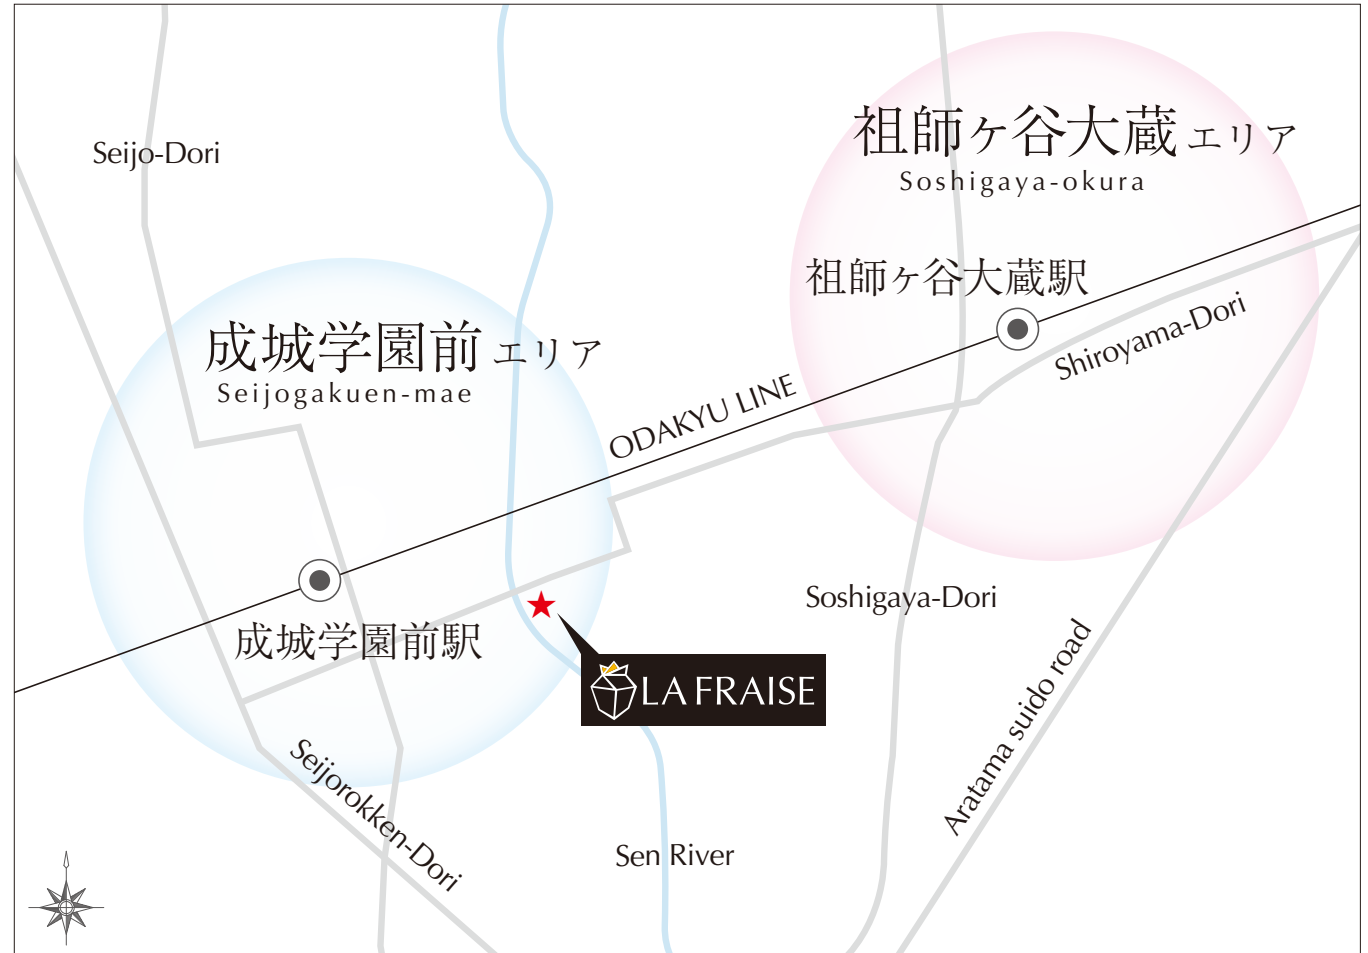 祖師ヶ谷大蔵エリア
Soshigaya-okura
Seijo-Dori
祖師ヶ谷大蔵駅
Shiroyama-Dori
成城学園前エリア
Seijogakuen-mae
ODAKYU LINE
成城学園前駅
Soshigaya-Dori
LA FRAISE
Aratama suido road
Seijorokken-Dori
Sen River